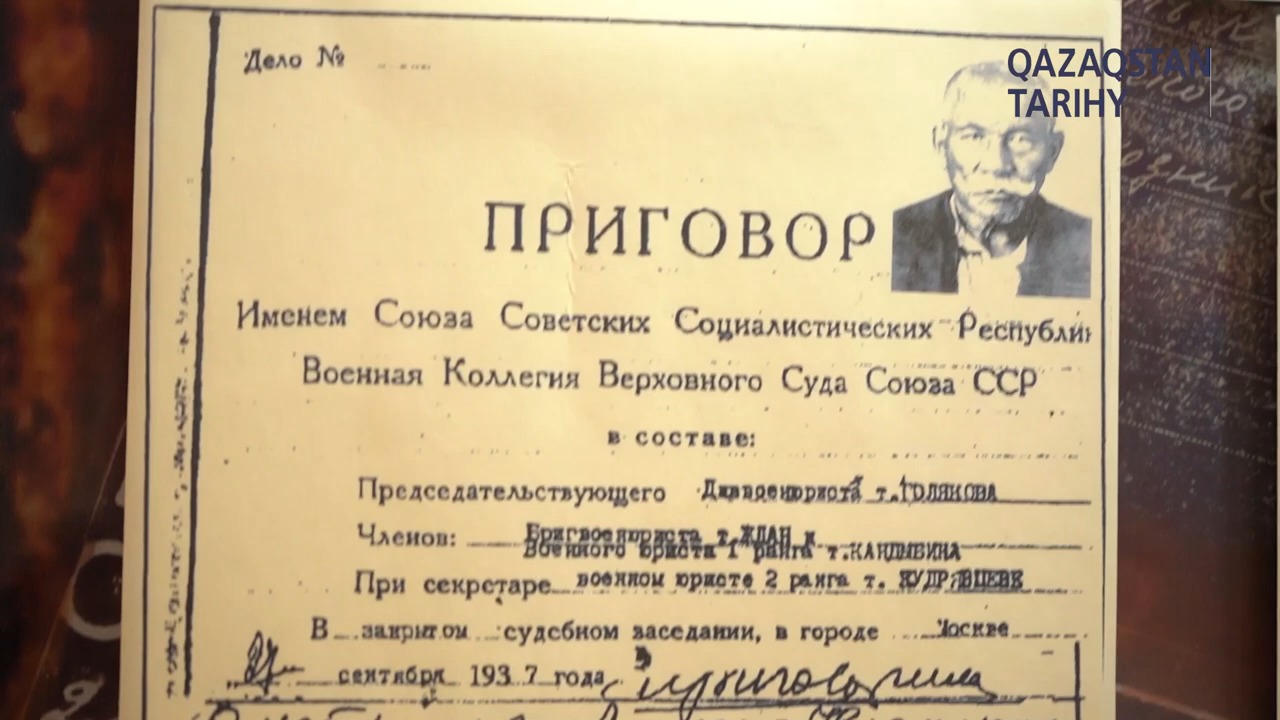 QAZAQSTAN
TARIHY
Дело №
ПРИГОВОР
Именем Союза Советских Социалистических Республик
Военная Коллегия Верховного Суда Союза ССР
в составе:
Председательствующего Диввоенюриста т.ГОЛЯКОВА
Членов: Бригвоенюриста т.ЖДАН и
Военного юриста 1 ранга т.КАНДЫБИНА
При секретаре военном юристе 2 ранга т. КУДРЯВЦЕВЕ
В закрытом судебном заседании, в городе Москве
сентября 1937 года